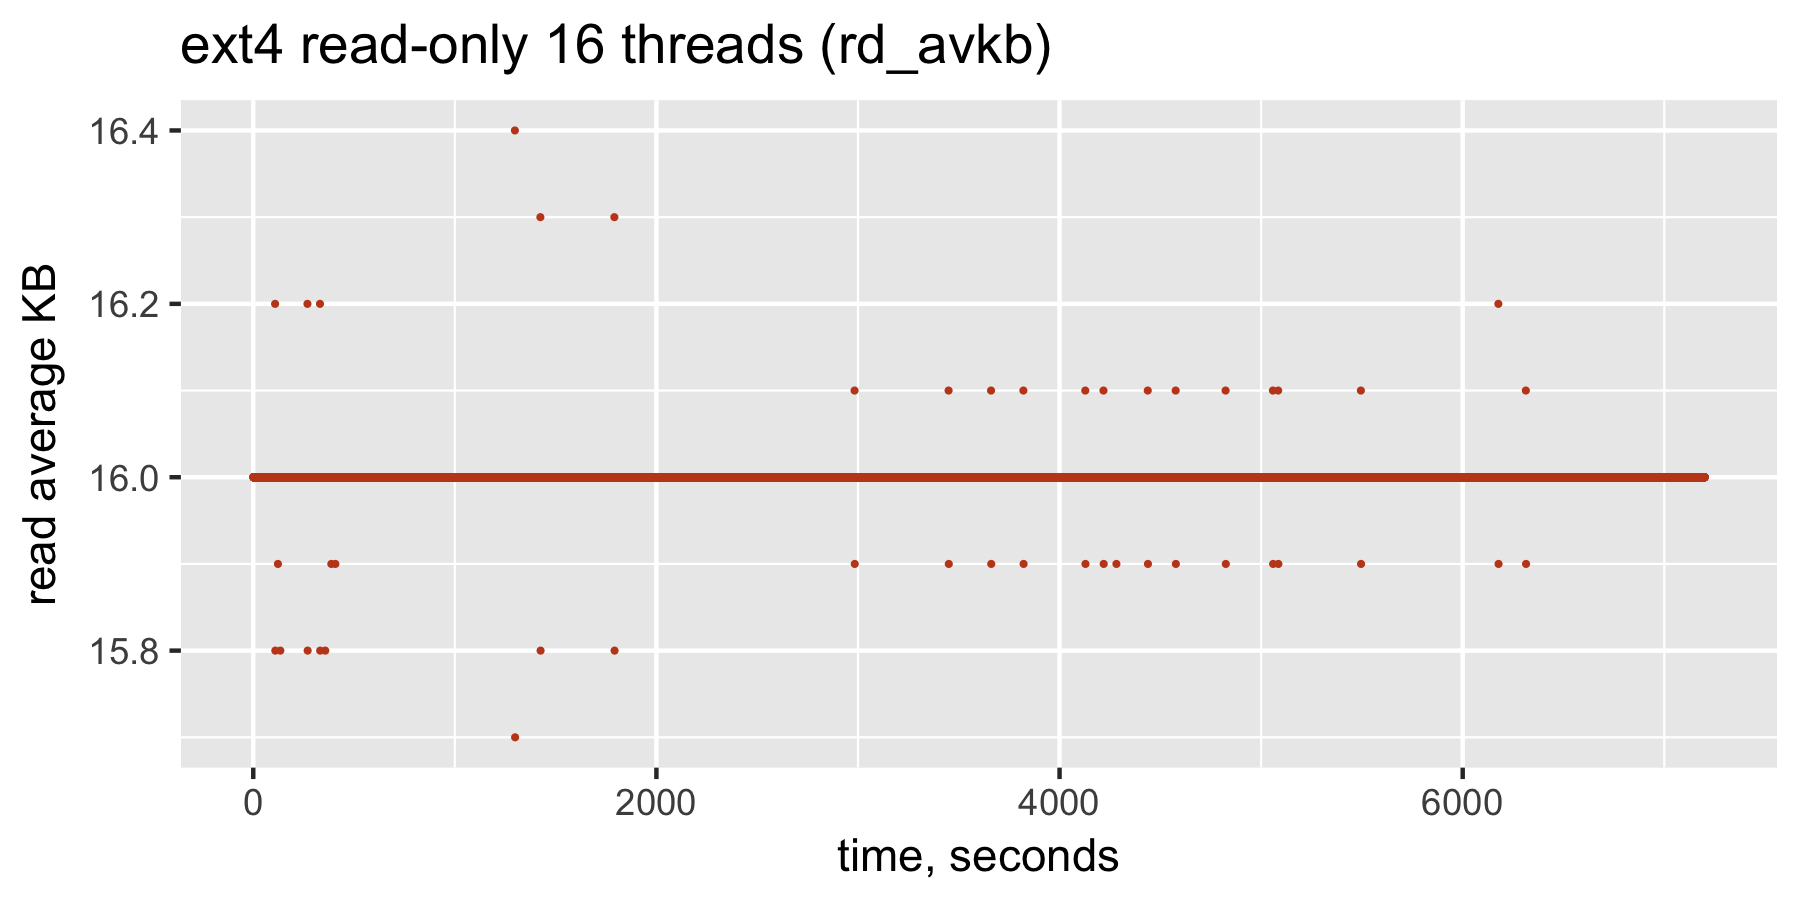 ext4 read-only 16 threads (rd_avkb)
read average KB
16.4
16.2
16.0
15.8
0 2000 4000 6000
time, seconds